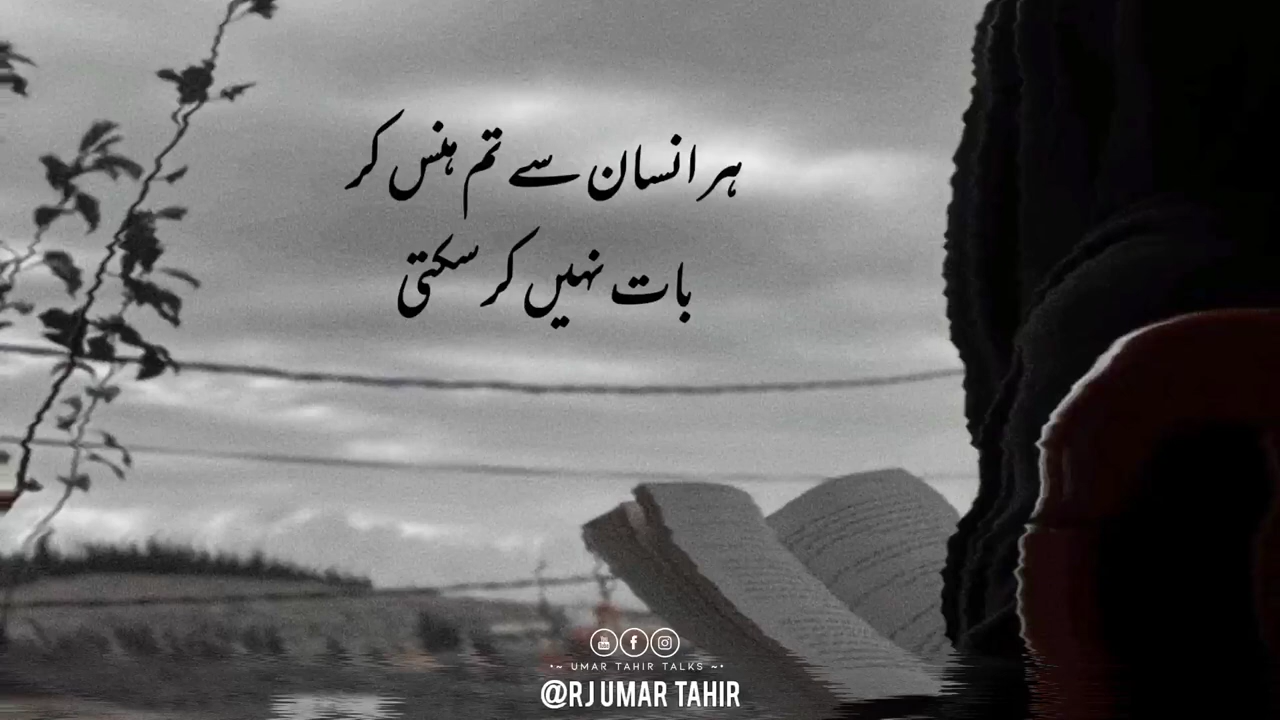 ہر انسان سے تم ہنس کر
بات نہیں کر سکتی
·~ UMAR TAHIR TALKS ~·
@RJ UMAR TAHIR